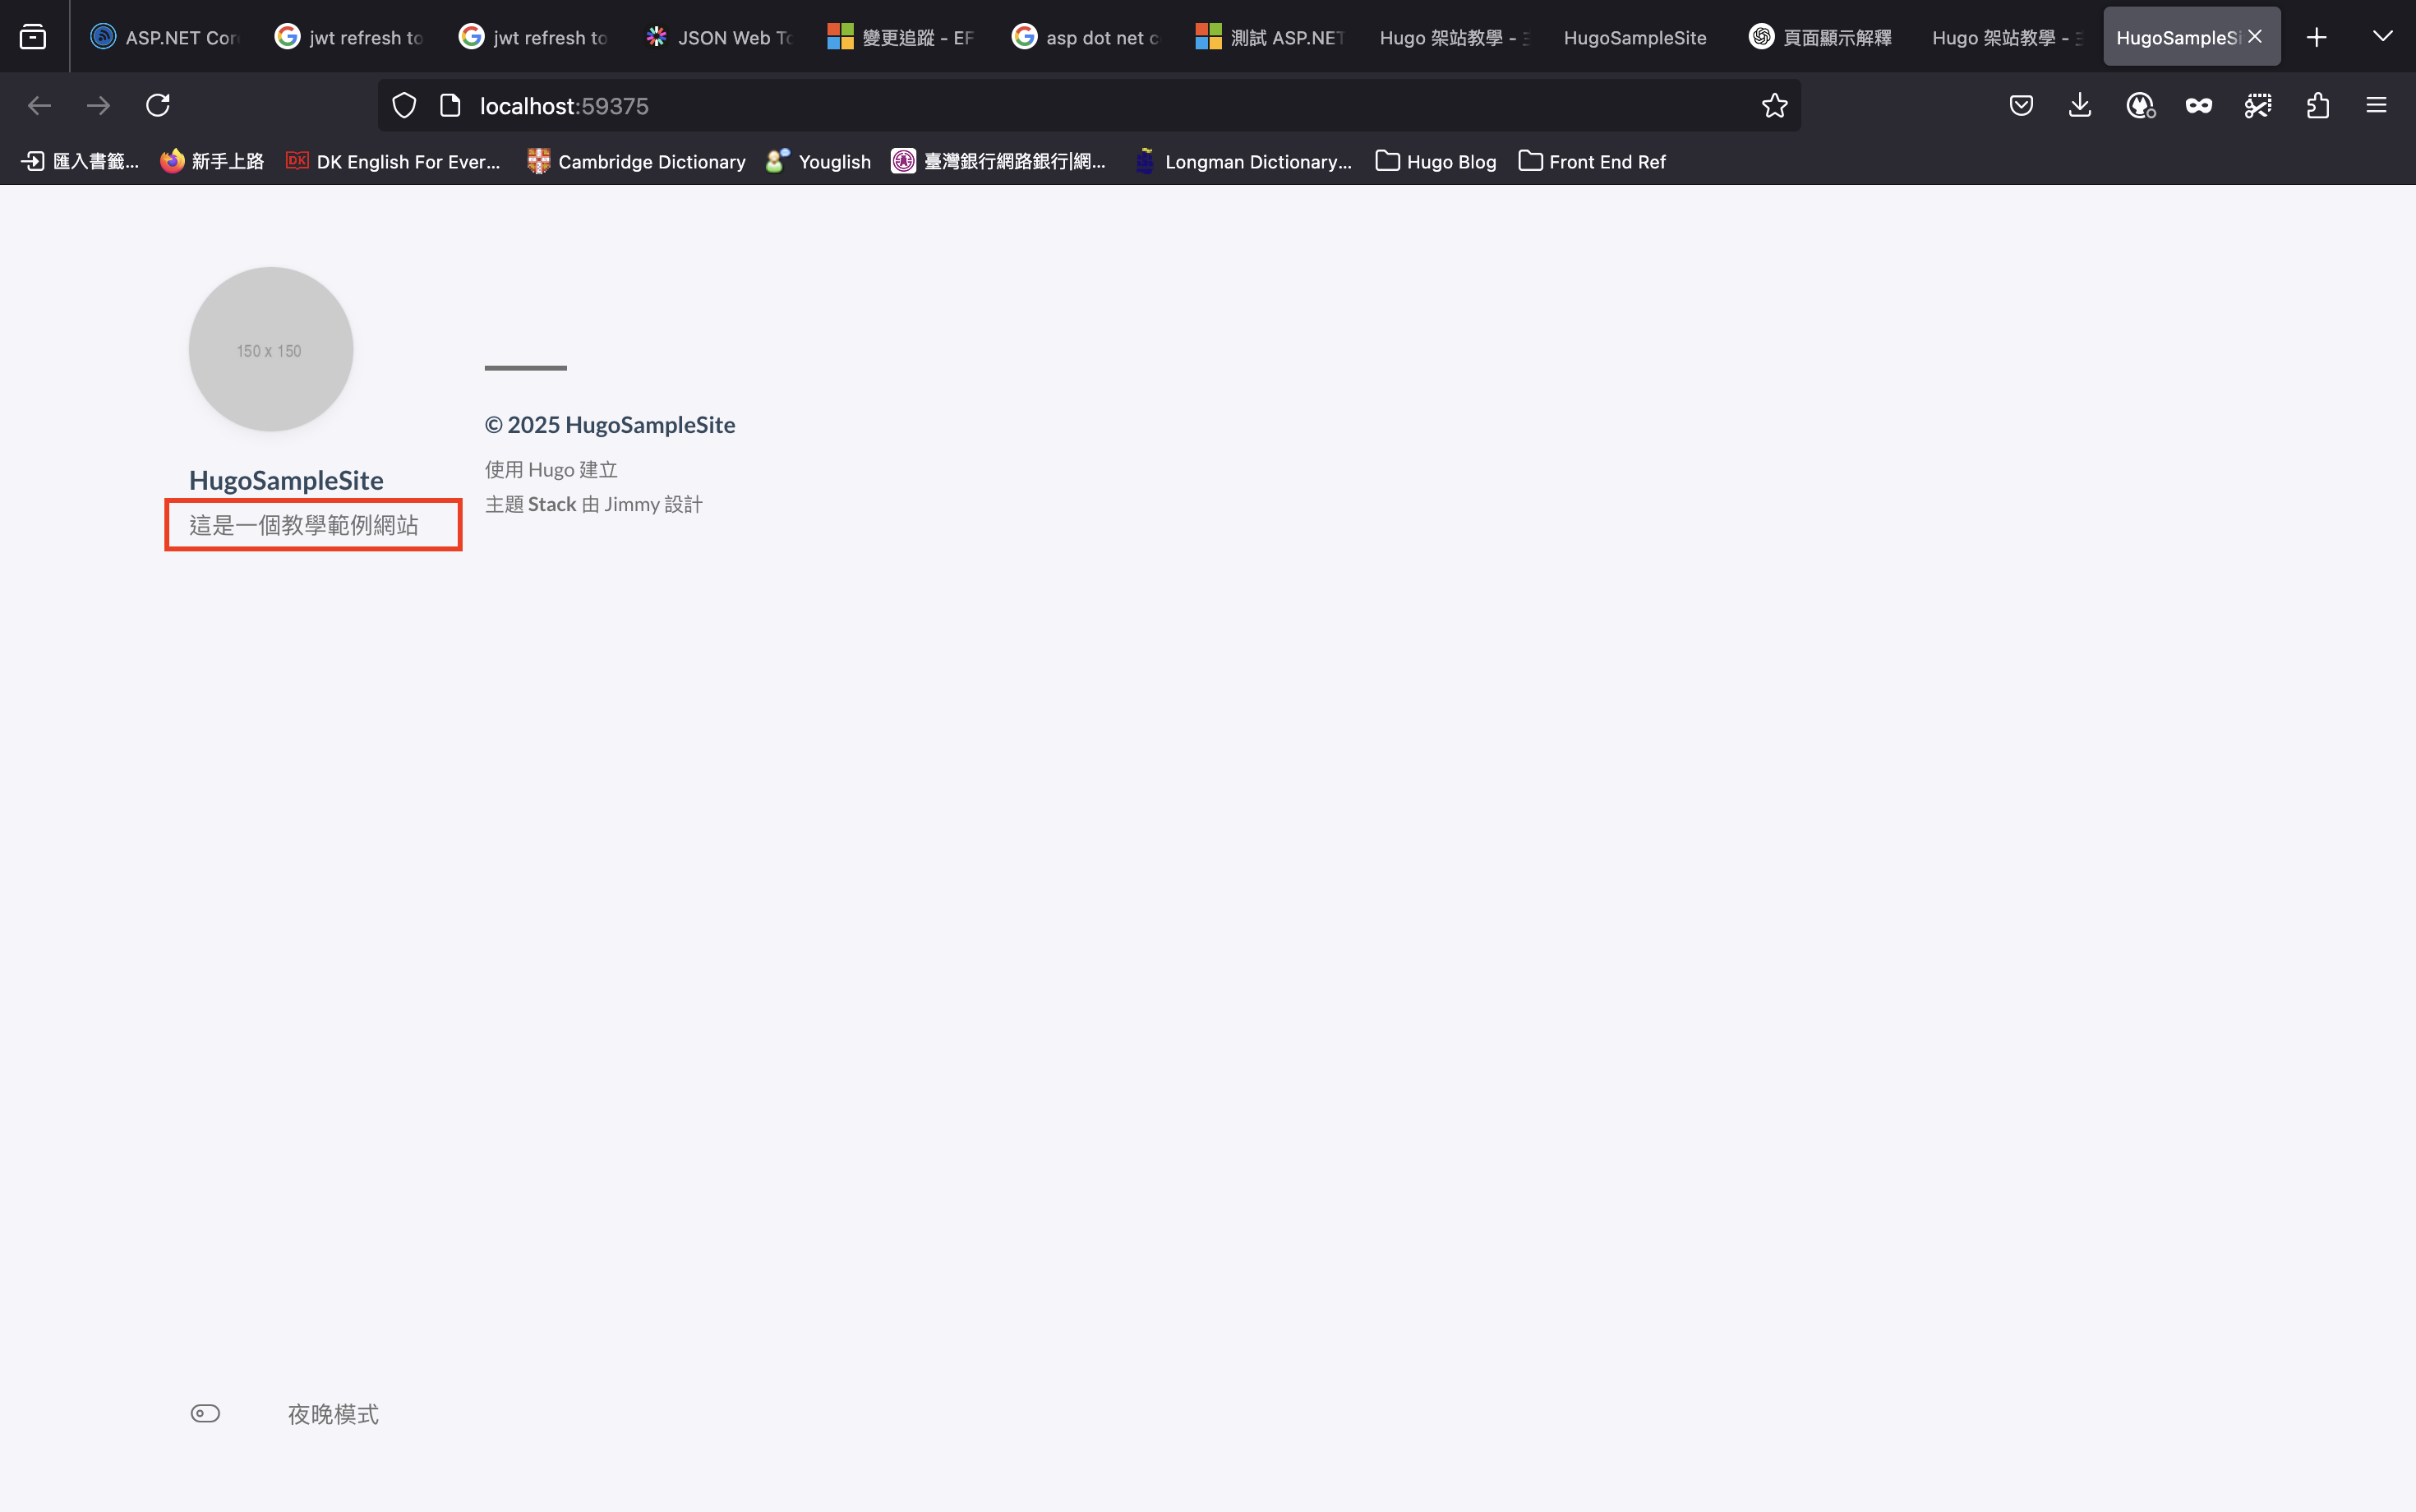 ASP.NET Cor
jwt refresh to
jwt refresh to
JSON Web To
變更追蹤 - EF
asp dot net c
測試 ASP.NET
Hugo 架站教學 -
HugoSampleSite
頁面顯示解釋
Hugo 架站教學 -
HugoSampleSi
localhost:59375
匯入書籤...
新手上路
DK
DK English For Ever...
Cambridge Dictionary
Youglish
臺灣銀行網路銀行|網...
Longman Dictionary...
Hugo Blog
Front End Ref
150 x 150
HugoSampleSite
這是一個教學範例網站
© 2025 HugoSampleSite
使用 Hugo 建立
主題 Stack 由 Jimmy 設計
夜晚模式